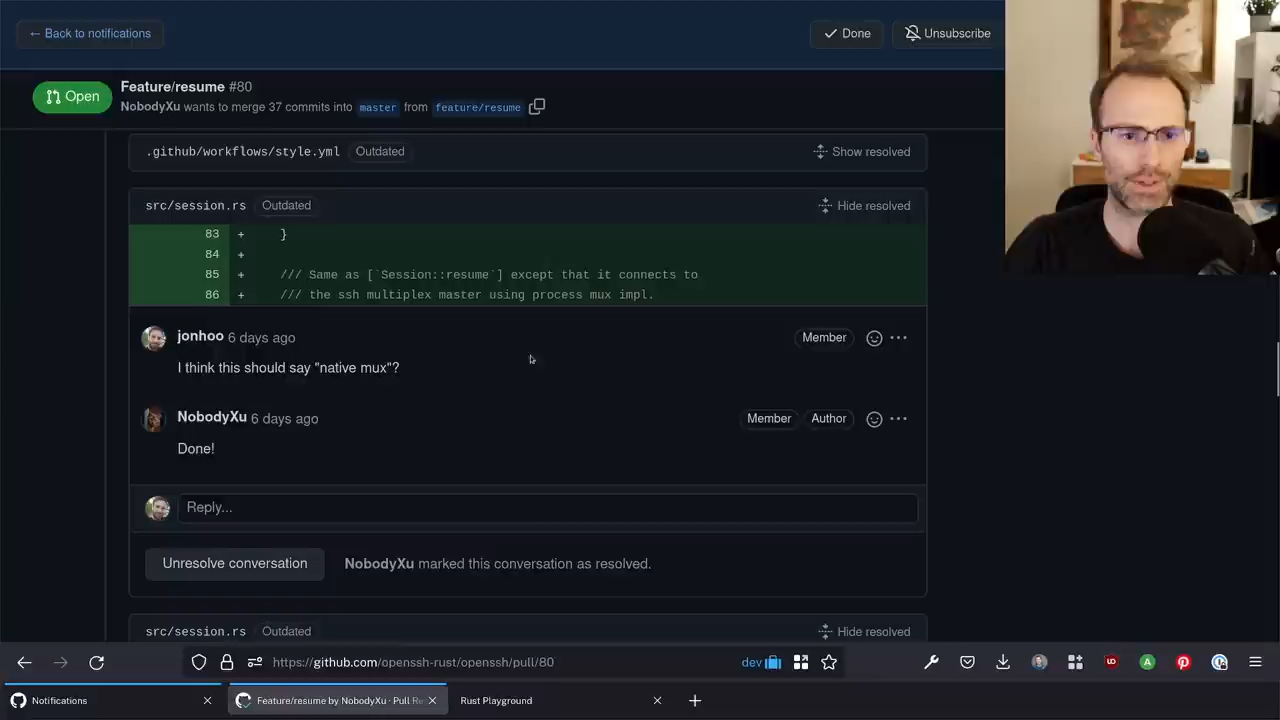 ← Back to notifications
Done
Unsubscribe
Open
Feature/resume #80
NobodyXu wants to merge 37 commits into master from feature/resume
.github/workflows/style.yml Outdated
Show resolved
src/session.rs Outdated
Hide resolved
83 + }
84 +
85 + /// Same as [`Session::resume`] except that it connects to
86 + /// the ssh multiplex master using process mux impl.
jonhoo 6 days ago
Member
I think this should say "native mux"?
NobodyXu 6 days ago
Member
Author
Done!
Reply...
Unresolve conversation
NobodyXu marked this conversation as resolved.
src/session.rs Outdated
Hide resolved
https://github.com/openssh-rust/openssh/pull/80
dev
Notifications
Feature/resume by NobodyXu · Pull Re
Rust Playground